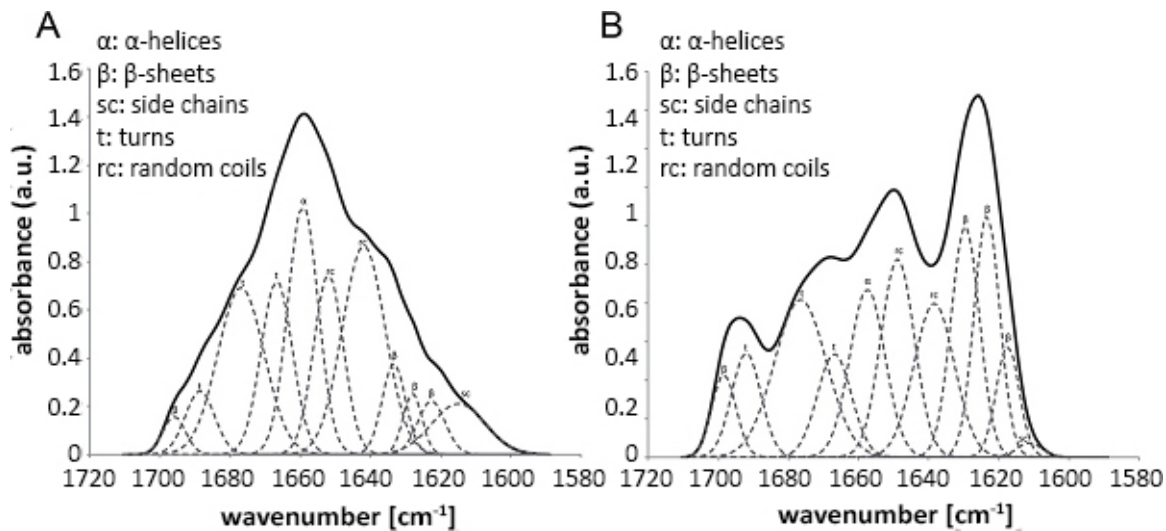 A
α: α-helices
β: β-sheets
sc: side chains
t: turns
rc: random coils
absorbance (a.u.)
1.6
1.4
1.2
1
0.8
0.6
0.4
0.2
0
1720 1700 1680 1660 1640 1620 1600 1580
wavenumber [cm⁻¹]
B
α: α-helices
β: β-sheets
sc: side chains
t: turns
rc: random coils
absorbance (a.u.)
1.6
1.4
1.2
1
0.8
0.6
0.4
0.2
0
1720 1700 1680 1660 1640 1620 1600 1580
wavenumber [cm⁻¹]